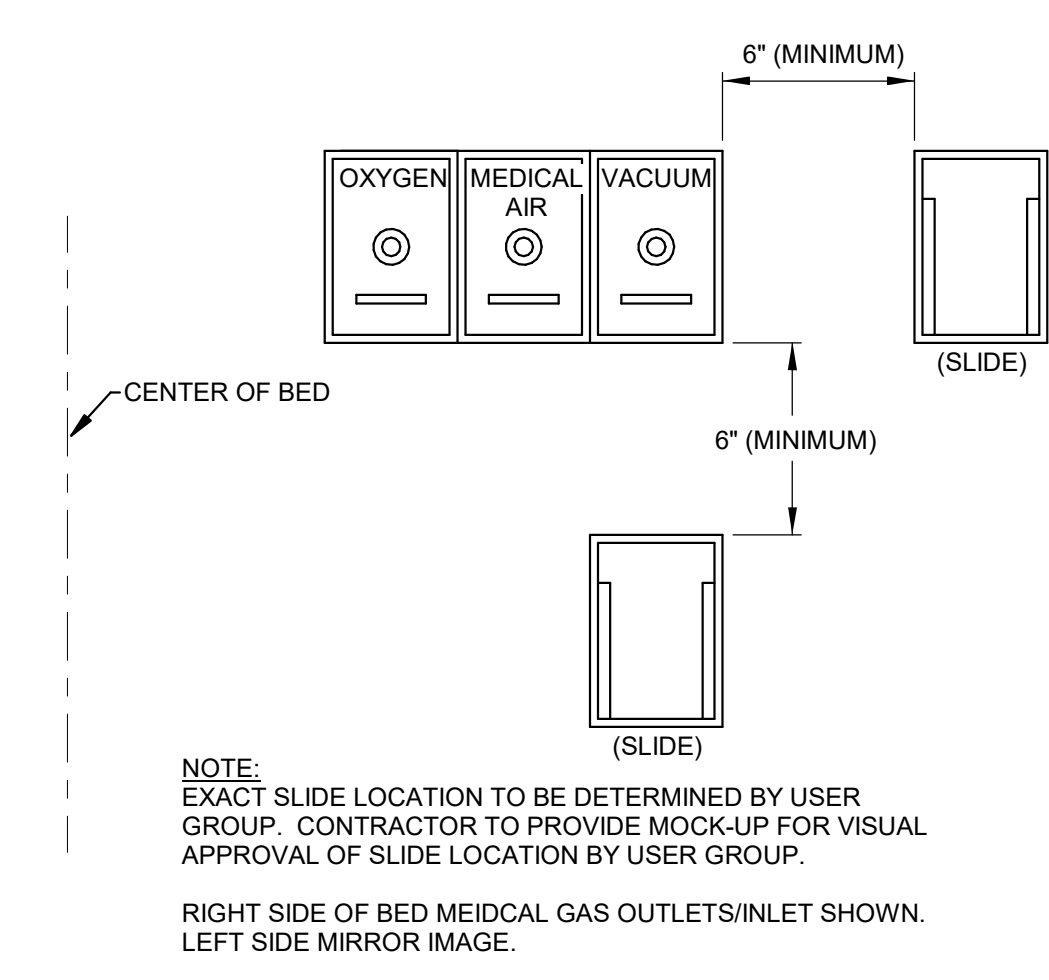 6" (MINIMUM)
OXYGEN
MEDICAL
AIR
VACUUM
(SLIDE)
CENTER OF BED
6" (MINIMUM)
(SLIDE)
NOTE:
EXACT SLIDE LOCATION TO BE DETERMINED BY USER
GROUP. CONTRACTOR TO PROVIDE MOCK-UP FOR VISUAL
APPROVAL OF SLIDE LOCATION BY USER GROUP.
RIGHT SIDE OF BED MEIDCAL GAS OUTLETS/INLET SHOWN.
LEFT SIDE MIRROR IMAGE.